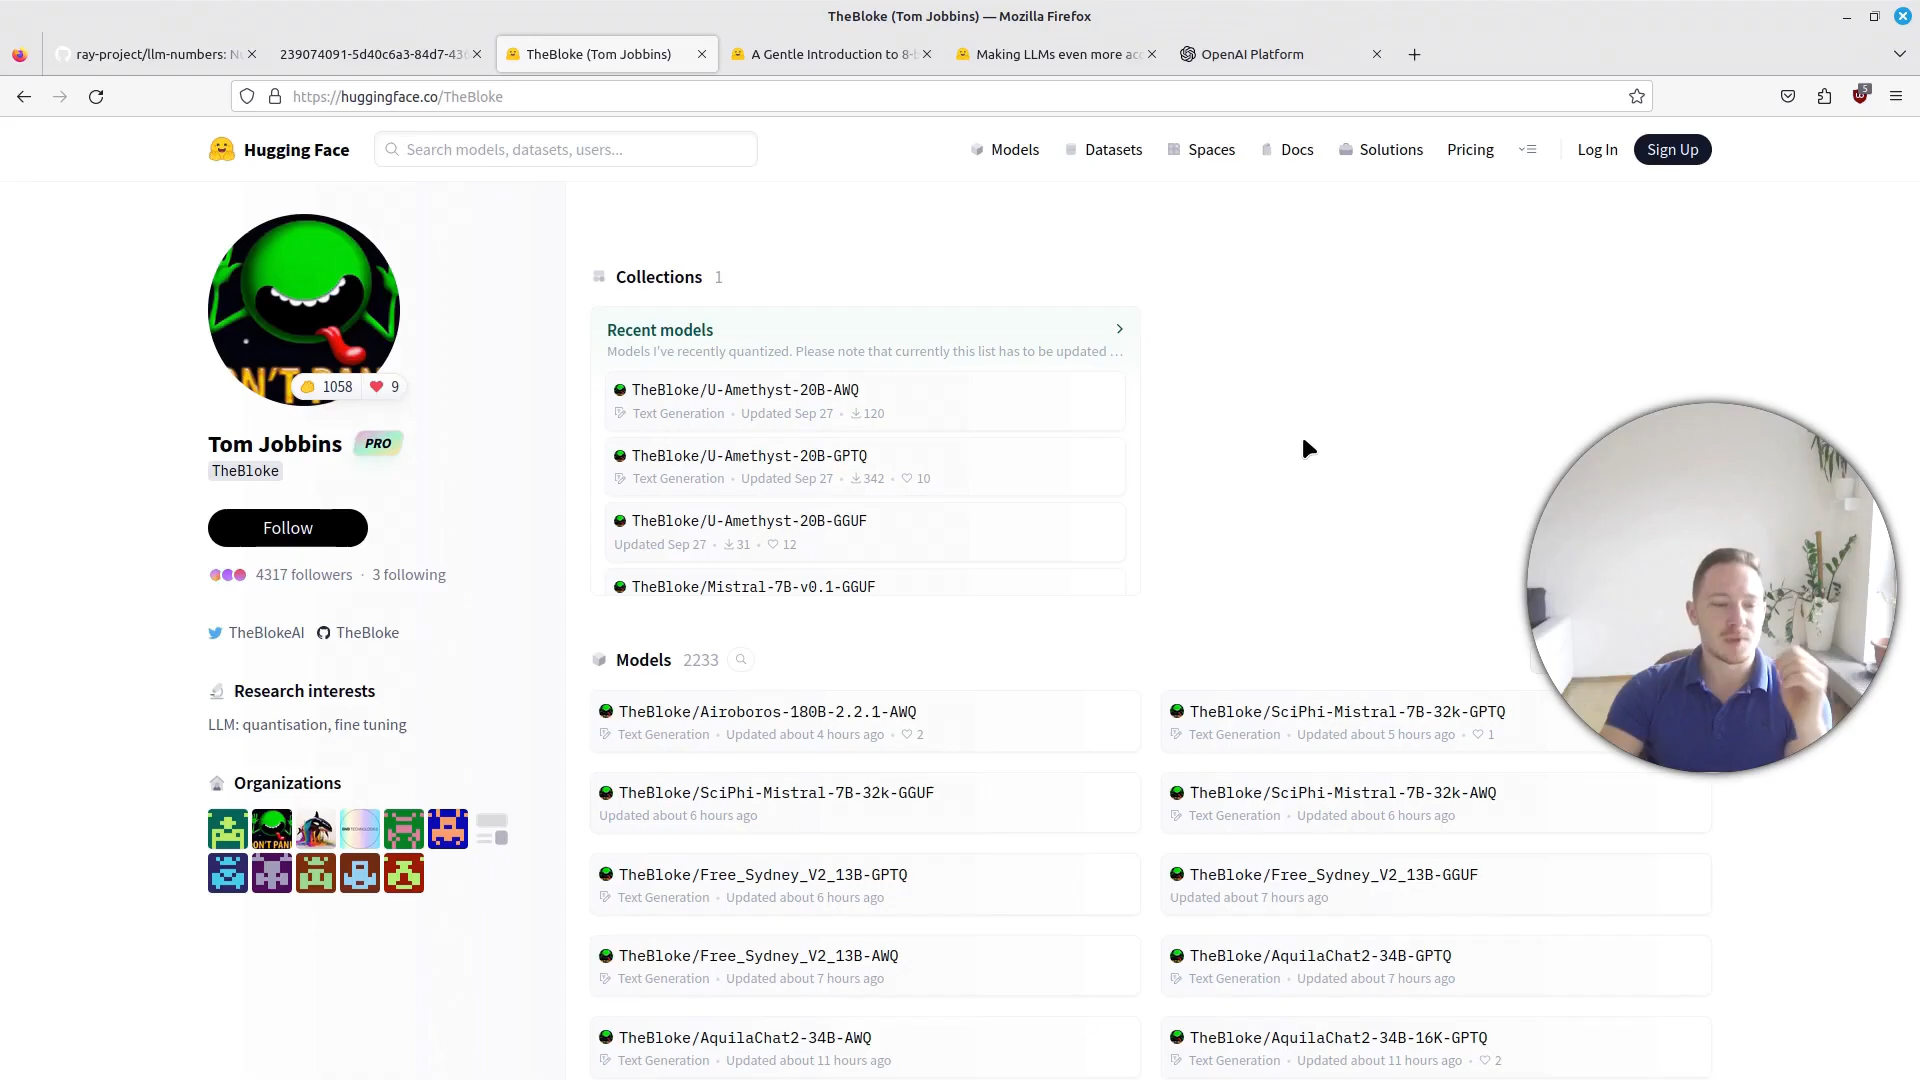 TheBloke (Tom Jobbins) — Mozilla Firefox
ray-project/llm-numbers: Nu
239074091-5d40c6a3-84d7-436
TheBloke (Tom Jobbins)
A Gentle Introduction to 8-b
Making LLMs even more acc
OpenAI Platform
https://huggingface.co/TheBloke
5
Hugging Face
Search models, datasets, users...
Models
Datasets
Spaces
Docs
Solutions
Pricing
Log In
Sign Up
ON'T PAN
1058
9
Tom Jobbins PRO
TheBloke
Follow
4317 followers · 3 following
TheBlokeAI TheBloke
Research interests
LLM: quantisation, fine tuning
Organizations
Collections 1
Recent models
Models I've recently quantized. Please note that currently this list has to be updated …
TheBloke/U-Amethyst-20B-AWQ
Text Generation • Updated Sep 27 • 120
TheBloke/U-Amethyst-20B-GPTQ
Text Generation • Updated Sep 27 • 342 • 10
TheBloke/U-Amethyst-20B-GGUF
Updated Sep 27 • 31 • 12
TheBloke/Mistral-7B-v0.1-GGUF
Models 2233
TheBloke/Airoboros-180B-2.2.1-AWQ
Text Generation • Updated about 4 hours ago • 2
TheBloke/SciPhi-Mistral-7B-32k-GPTQ
Text Generation • Updated about 5 hours ago • 1
TheBloke/SciPhi-Mistral-7B-32k-GGUF
Updated about 6 hours ago
TheBloke/SciPhi-Mistral-7B-32k-AWQ
Text Generation • Updated about 6 hours ago
TheBloke/Free_Sydney_V2_13B-GPTQ
Text Generation • Updated about 6 hours ago
TheBloke/Free_Sydney_V2_13B-GGUF
Updated about 7 hours ago
TheBloke/Free_Sydney_V2_13B-AWQ
Text Generation • Updated about 7 hours ago
TheBloke/AquilaChat2-34B-GPTQ
Text Generation • Updated about 7 hours ago
TheBloke/AquilaChat2-34B-AWQ
Text Generation • Updated about 11 hours ago
TheBloke/AquilaChat2-34B-16K-GPTQ
Text Generation • Updated about 11 hours ago • 2